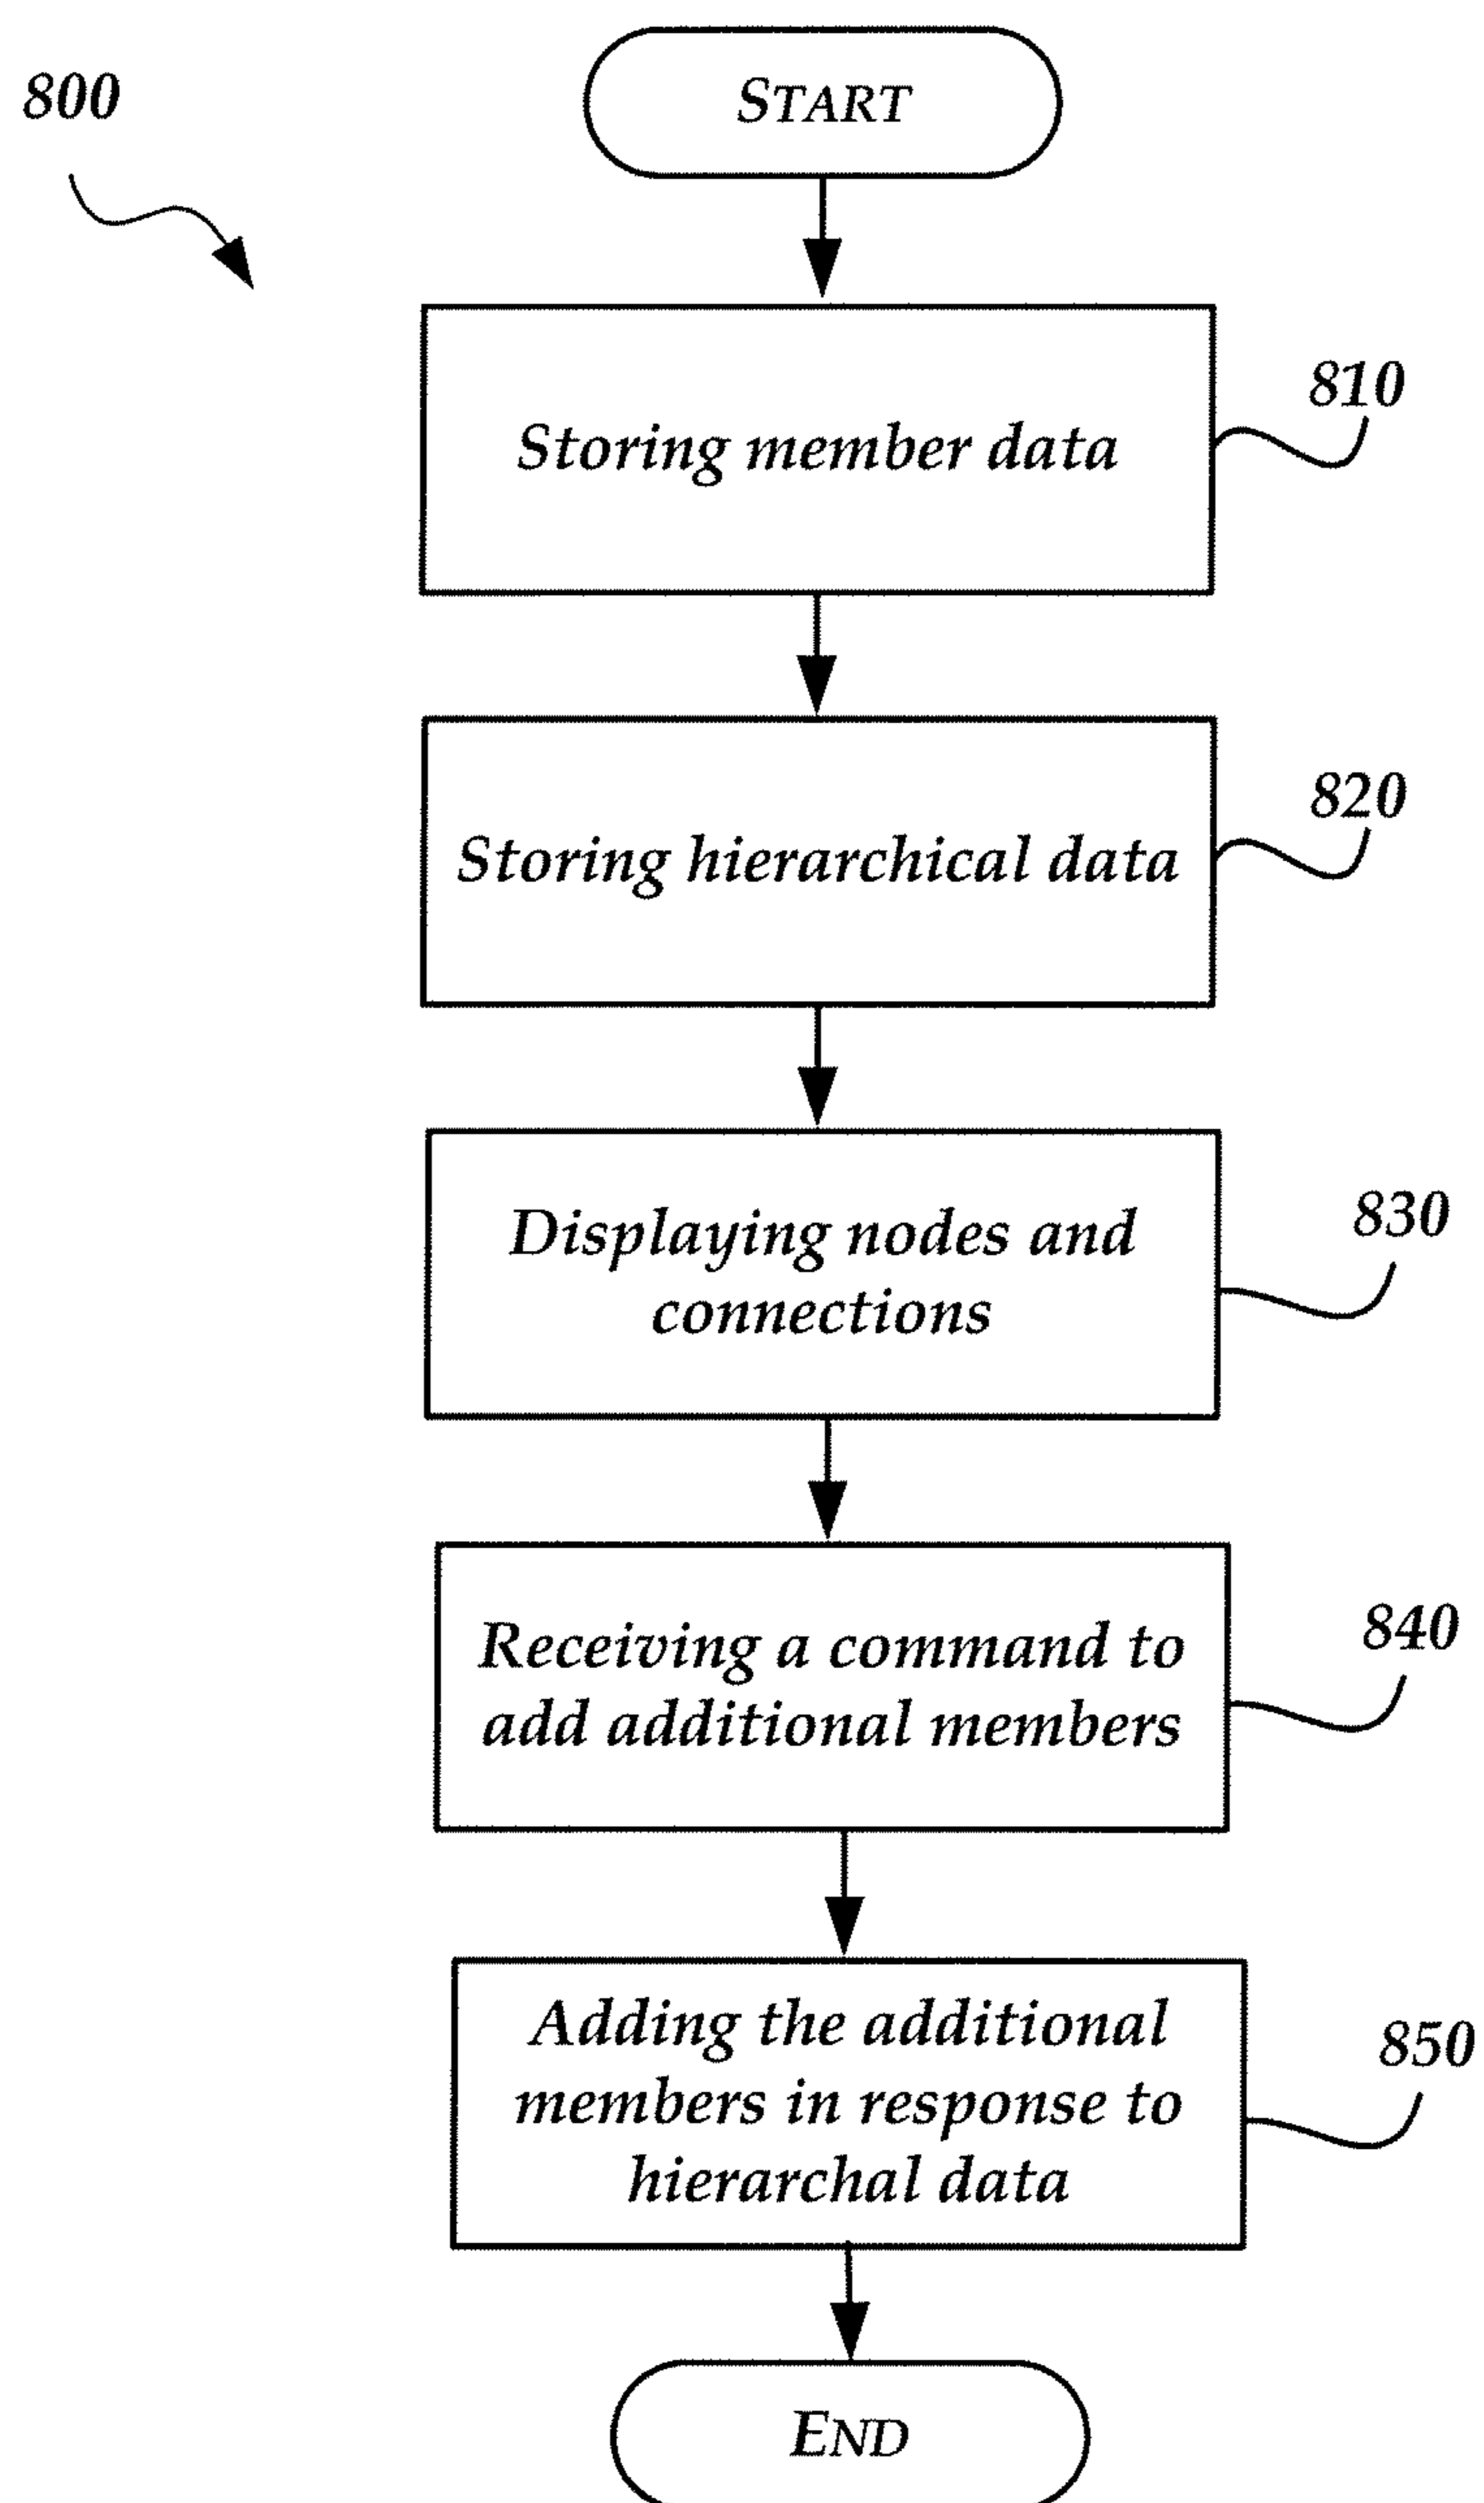 800
START
Storing member data
810
Storing hierarchical data
820
Displaying nodes and
connections
830
Receiving a command to
add additional members
840
Adding the additional
members in response to
hierarchal data
850
END